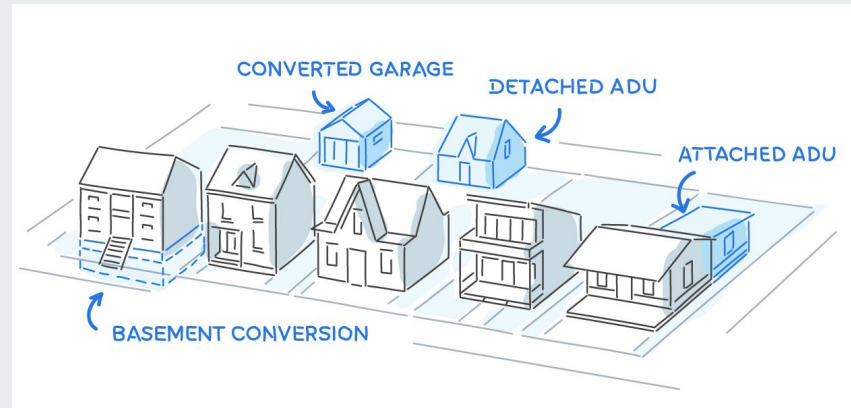 CONVERTED GARAGE
DETACHED ADU
ATTACHED ADU
BASEMENT CONVERSION